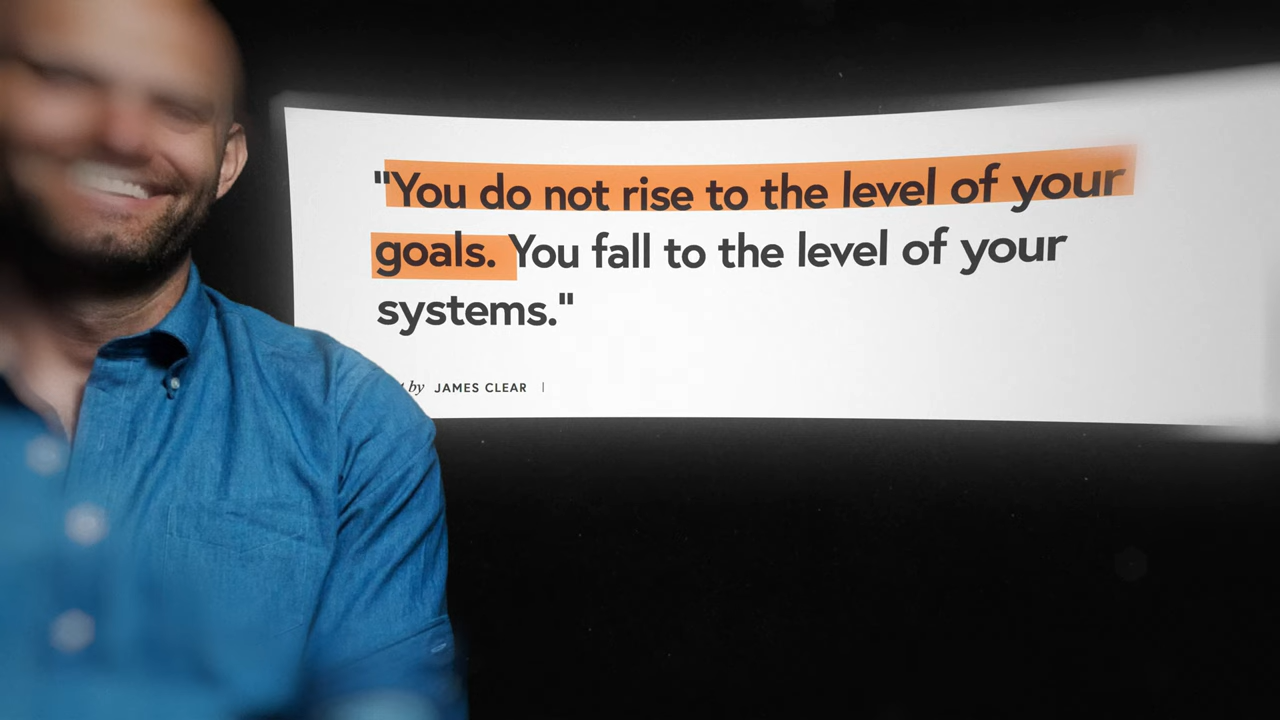 "You do not rise to the level of your
goals. You fall to the level of your
systems."
by JAMES CLEAR |